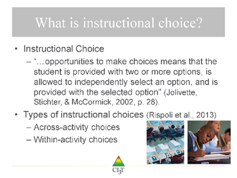 What is instructional choice?
• Instructional Choice
– "…opportunities to make choices means that the
student is provided with two or more options, is
allowed to independently select an option, and is
provided with the selected option" (Jolivette,
Stichter, & McCormick, 2002, p. 28).
• Types of instructional choices (Rispoli et al., 2013)
– Across-activity choices
– Within-activity choices